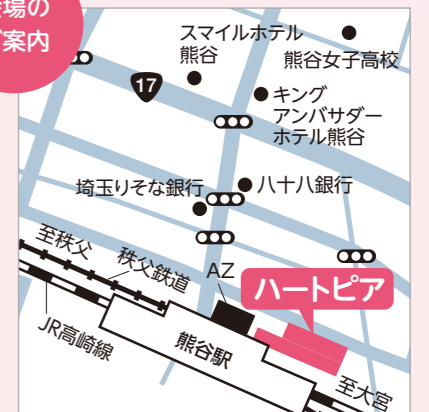 場の
案内
スマイルホテル
熊谷
熊谷女子高校
17
キング
アンバサダー
ホテル熊谷
埼玉りそな銀行
八十八銀行
至秩父
秩父鉄道
AZ
ハートピア
JR高崎線
熊谷駅
至大宮